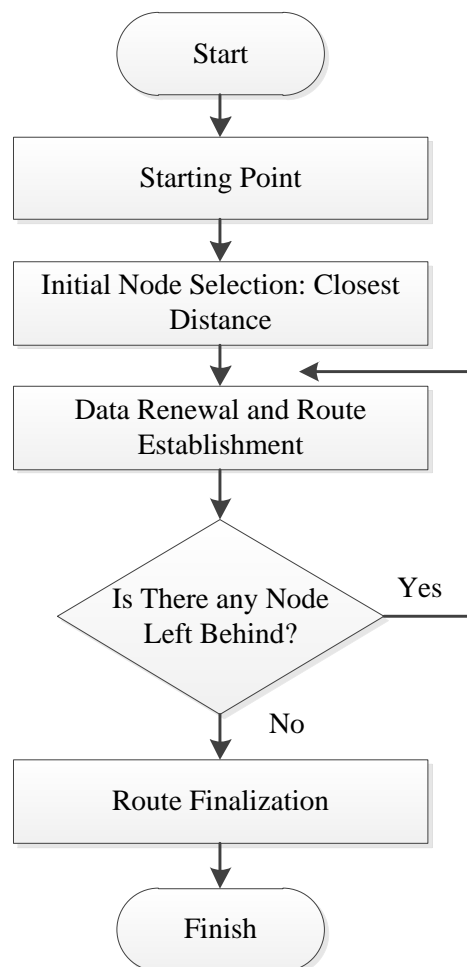 Start
Starting Point
Initial Node Selection: Closest
Distance
Data Renewal and Route
Establishment
Is There any Node
Left Behind?
Yes
No
Route Finalization
Finish